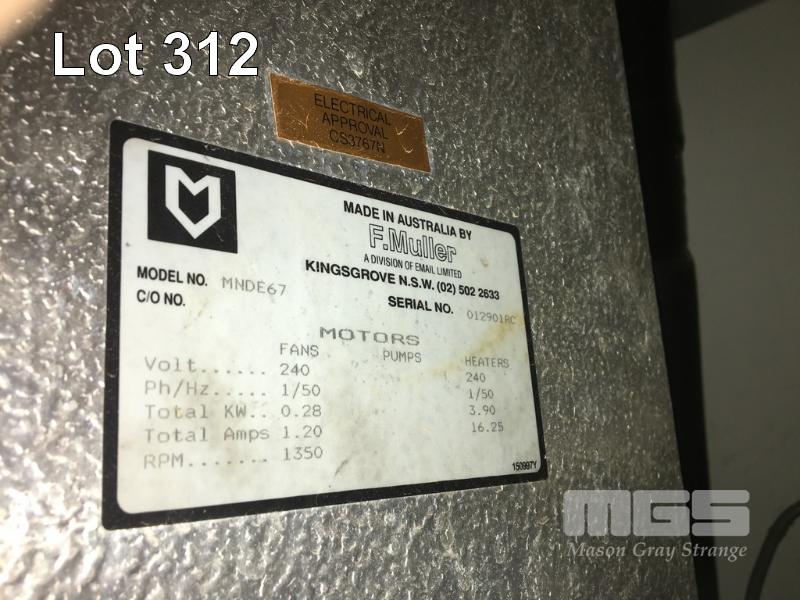 Lot 312
ELECTRICAL
APPROVAL
CS3767N
MADE IN AUSTRALIA BY
F.Muller
A DIVISION OF EMAIL LIMITED
KINGSGROVE N.S.W. (02) 502 2633
MODEL NO. MNDE67
C/O NO.
SERIAL NO. 012901RC
MOTORS
FANS PUMPS HEATERS
Volt...... 240 240
Ph/Hz..... 1/50 1/50
Total KW.. 0.28 3.90
Total Amps 1.20 16.25
RPM....... 1350
150997Y
MGS
Mason Gray Strange